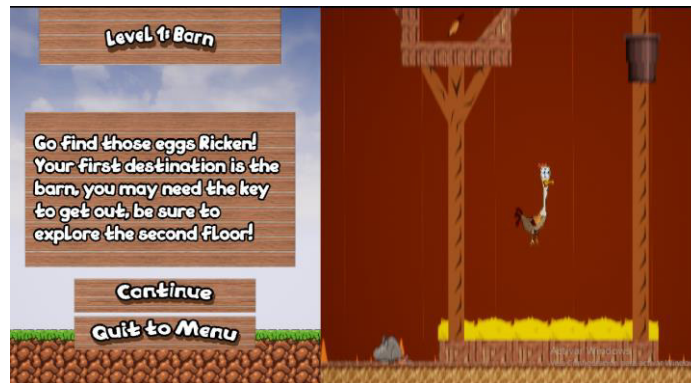 Level 1: Barn
Go find those eggs Ricken!
Your first destination is the
barn, you may need the key
to get out, be sure to
explore the second floor!
Continue
Quit to Menu